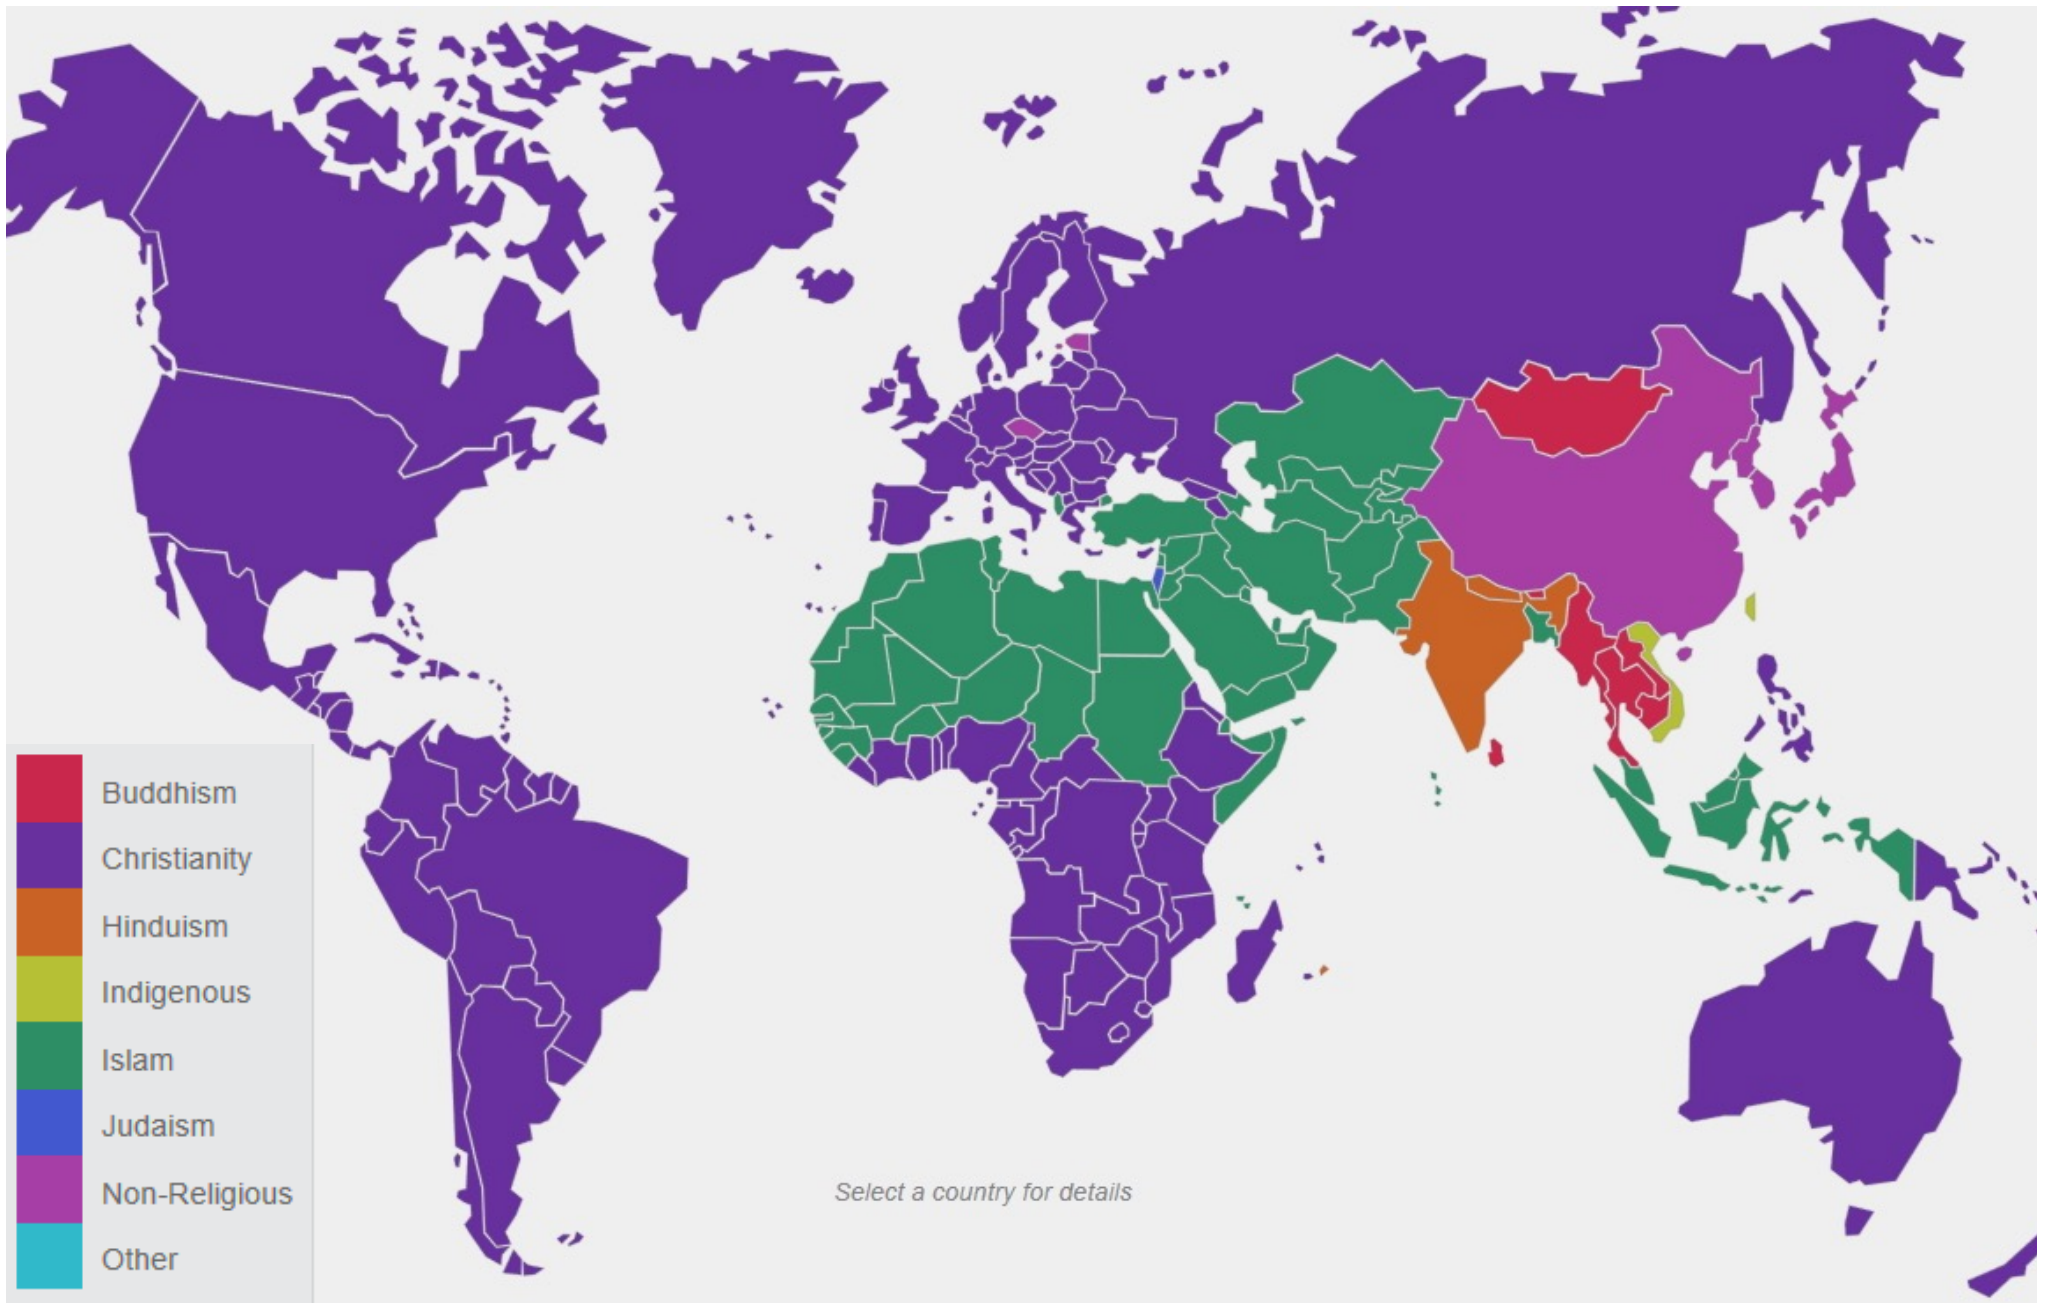 Buddhism
Christianity
Hinduism
Indigenous
Islam
Judaism
Non-Religious
Other
Select a country for details